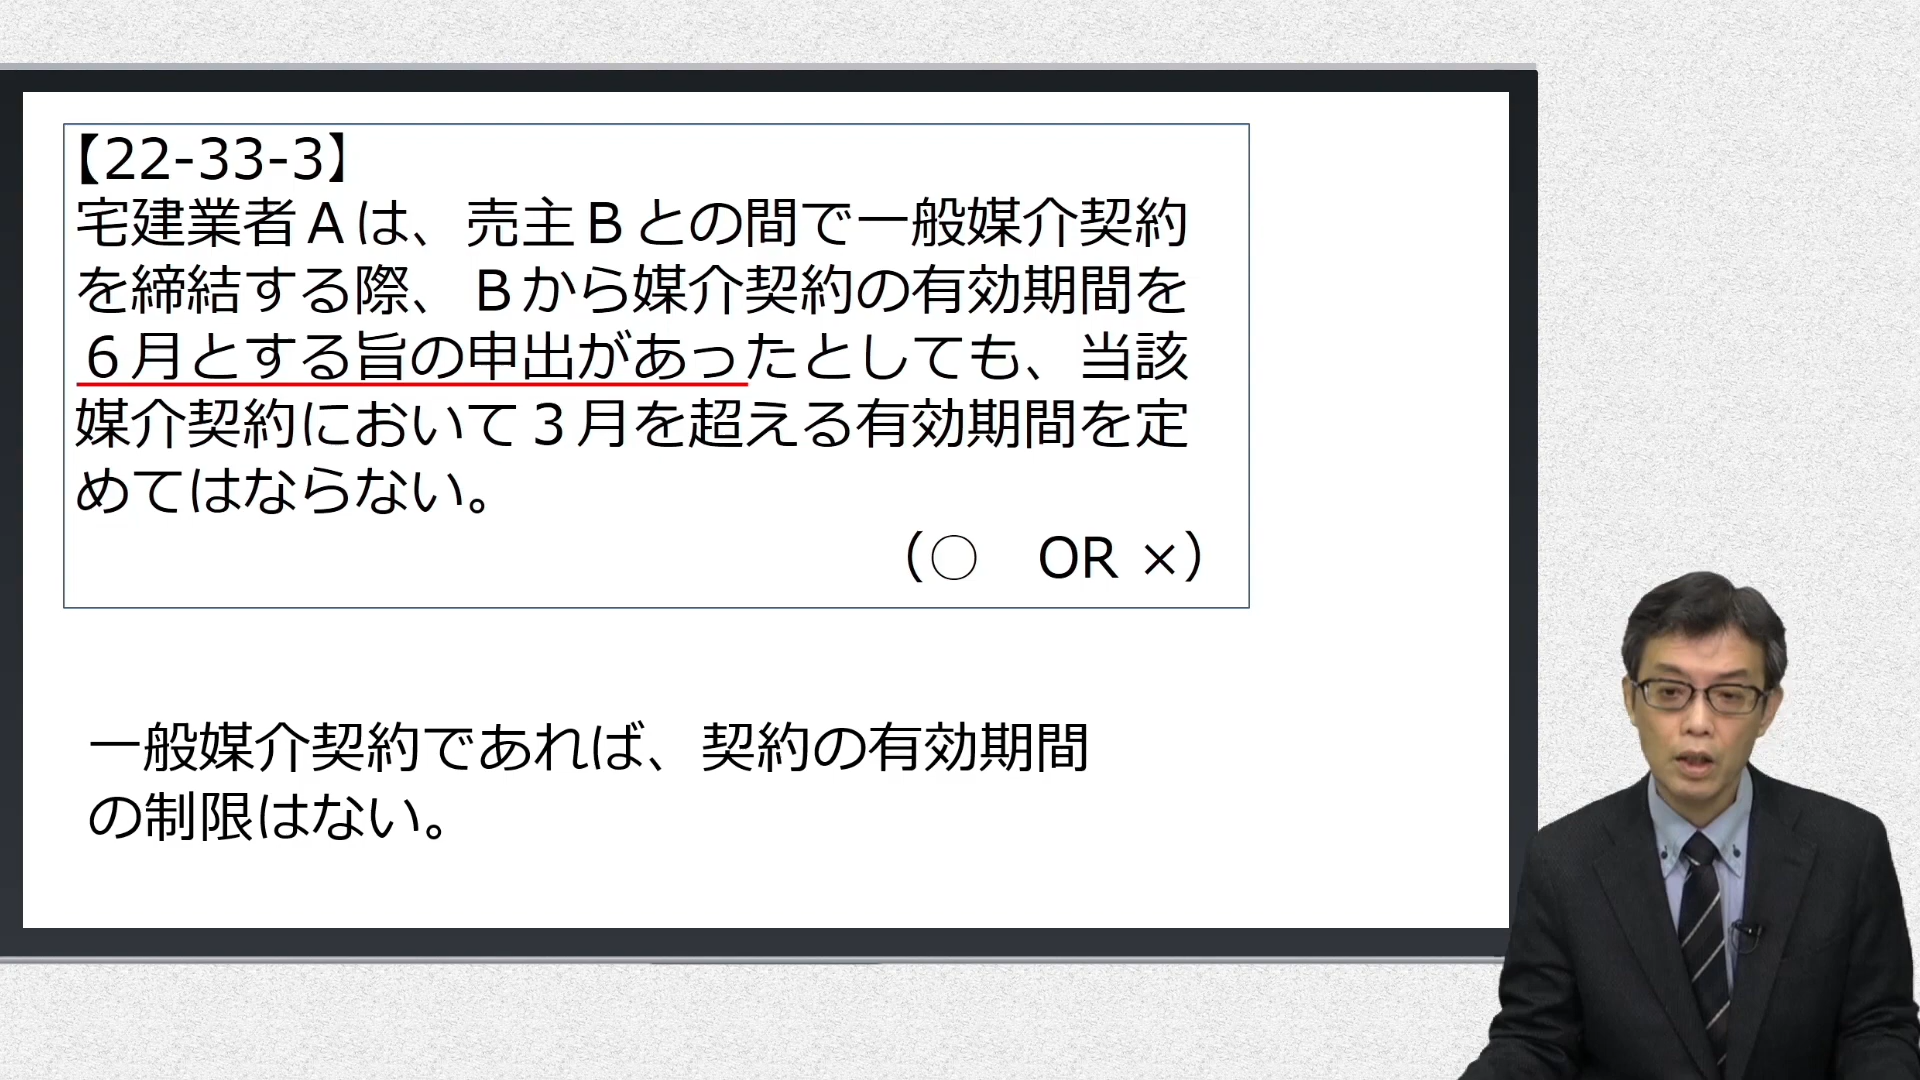 【22-33-3】
宅建業者Ａは、売主Ｂとの間で一般媒介契約
を締結する際、Ｂから媒介契約の有効期間を
６月とする旨の申出があったとしても、当該
媒介契約において３月を超える有効期間を定
めてはならない。
（○　OR ×）
一般媒介契約であれば、契約の有効期間
の制限はない。